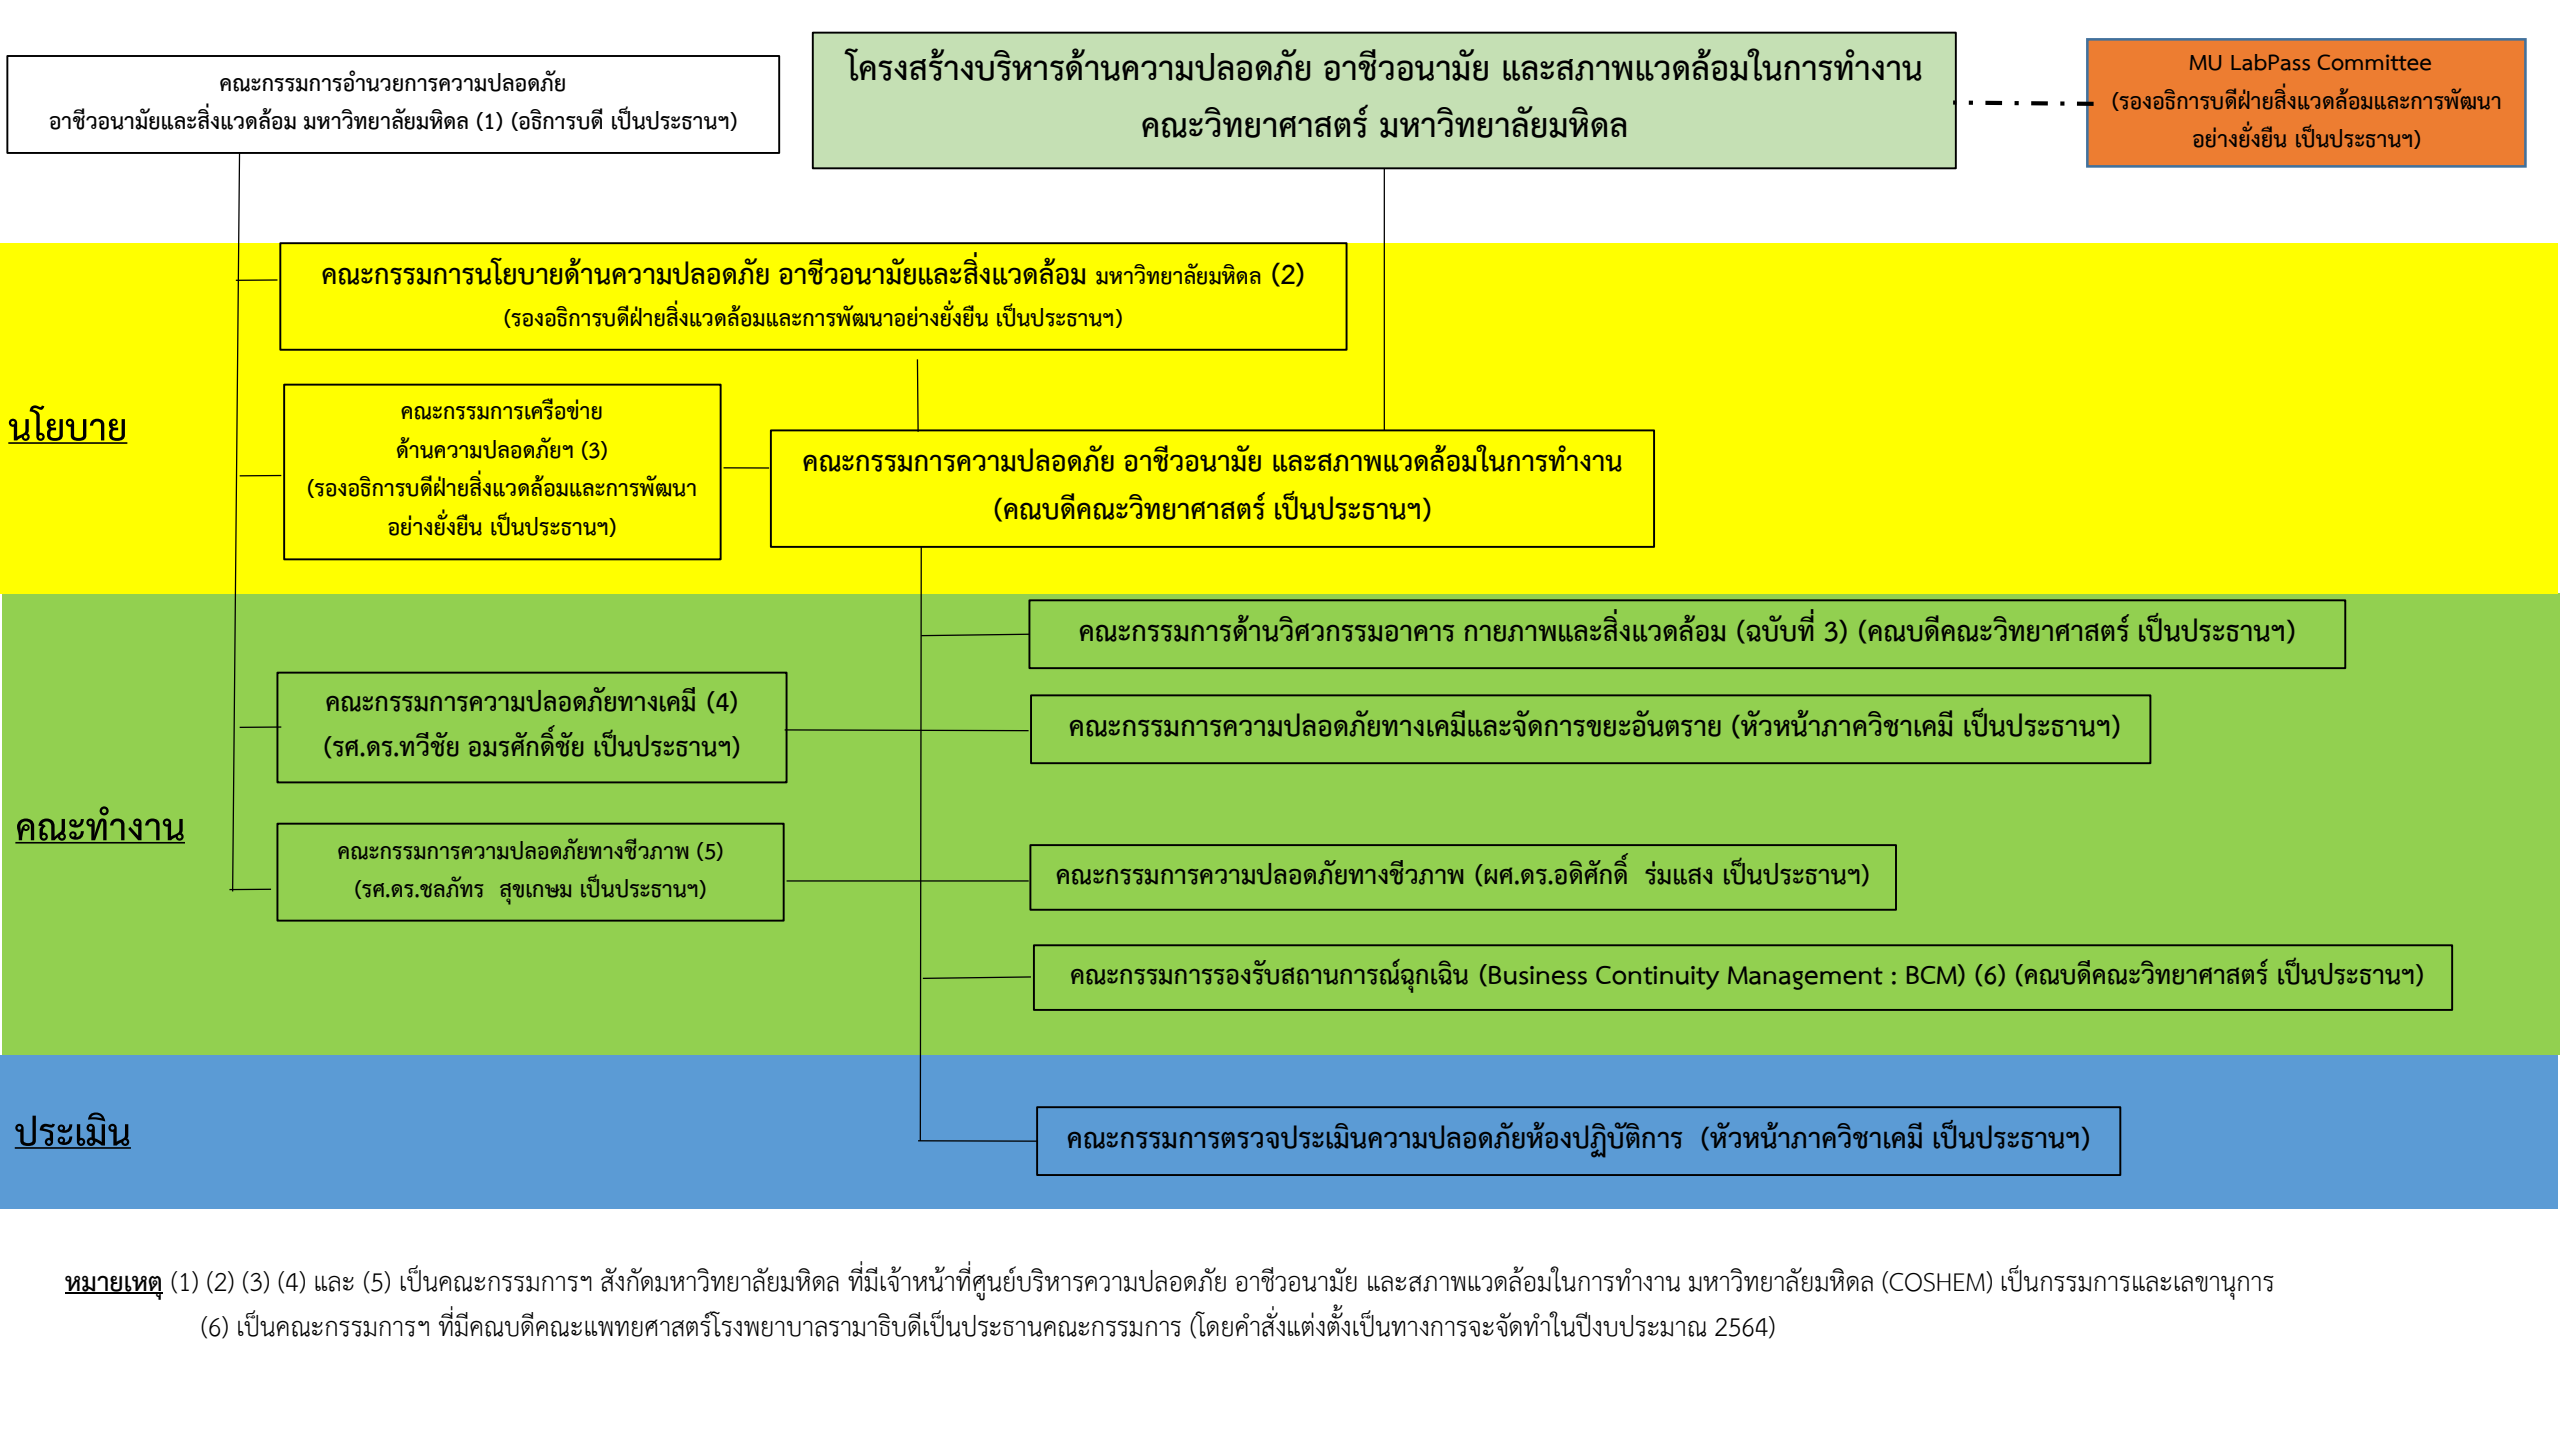 คณะกรรมการอำนวยการความปลอดภัย
อาชีวอนามัยและสิ่งแวดล้อม มหาวิทยาลัยมหิดล (1) (อธิการบดี เป็นประธานฯ)
โครงสร้างบริหารด้านความปลอดภัย อาชีวอนามัย และสภาพแวดล้อมในการทำงาน
คณะวิทยาศาสตร์ มหาวิทยาลัยมหิดล
MU LabPass Committee
(รองอธิการบดีฝ่ายสิ่งแวดล้อมและการพัฒนา
อย่างยั่งยืน เป็นประธานฯ)
คณะกรรมการนโยบายด้านความปลอดภัย อาชีวอนามัยและสิ่งแวดล้อม มหาวิทยาลัยมหิดล (2)
(รองอธิการบดีฝ่ายสิ่งแวดล้อมและการพัฒนาอย่างยั่งยืน เป็นประธานฯ)
นโยบาย
คณะกรรมการเครือข่าย
ด้านความปลอดภัยฯ (3)
(รองอธิการบดีฝ่ายสิ่งแวดล้อมและการพัฒนา
อย่างยั่งยืน เป็นประธานฯ)
คณะกรรมการความปลอดภัย อาชีวอนามัย และสภาพแวดล้อมในการทำงาน
(คณบดีคณะวิทยาศาสตร์ เป็นประธานฯ)
คณะกรรมการด้านวิศวกรรมอาคาร กายภาพและสิ่งแวดล้อม (ฉบับที่ 3) (คณบดีคณะวิทยาศาสตร์ เป็นประธานฯ)
คณะกรรมการความปลอดภัยทางเคมี (4)
(รศ.ดร.ทวีชัย อมรศักดิ์ชัย เป็นประธานฯ)
คณะกรรมการความปลอดภัยทางเคมีและจัดการขยะอันตราย (หัวหน้าภาควิชาเคมี เป็นประธานฯ)
คณะทำงาน
คณะกรรมการความปลอดภัยทางชีวภาพ (5)
(รศ.ดร.ชลภัทร สุขเกษม เป็นประธานฯ)
คณะกรรมการความปลอดภัยทางชีวภาพ (ผศ.ดร.อดิศักดิ์ ร่มแสง เป็นประธานฯ)
คณะกรรมการรองรับสถานการณ์ฉุกเฉิน (Business Continuity Management : BCM) (6) (คณบดีคณะวิทยาศาสตร์ เป็นประธานฯ)
ประเมิน
คณะกรรมการตรวจประเมินความปลอดภัยห้องปฏิบัติการ (หัวหน้าภาควิชาเคมี เป็นประธานฯ)
หมายเหตุ (1) (2) (3) (4) และ (5) เป็นคณะกรรมการฯ สังกัดมหาวิทยาลัยมหิดล ที่มีเจ้าหน้าที่ศูนย์บริหารความปลอดภัย อาชีวอนามัย และสภาพแวดล้อมในการทำงาน มหาวิทยาลัยมหิดล (COSHEM) เป็นกรรมการและเลขานุการ
(6) เป็นคณะกรรมการฯ ที่มีคณบดีคณะแพทยศาสตร์โรงพยาบาลรามาธิบดีเป็นประธานคณะกรรมการ (โดยคำสั่งแต่งตั้งเป็นทางการจะจัดทำในปีงบประมาณ 2564)